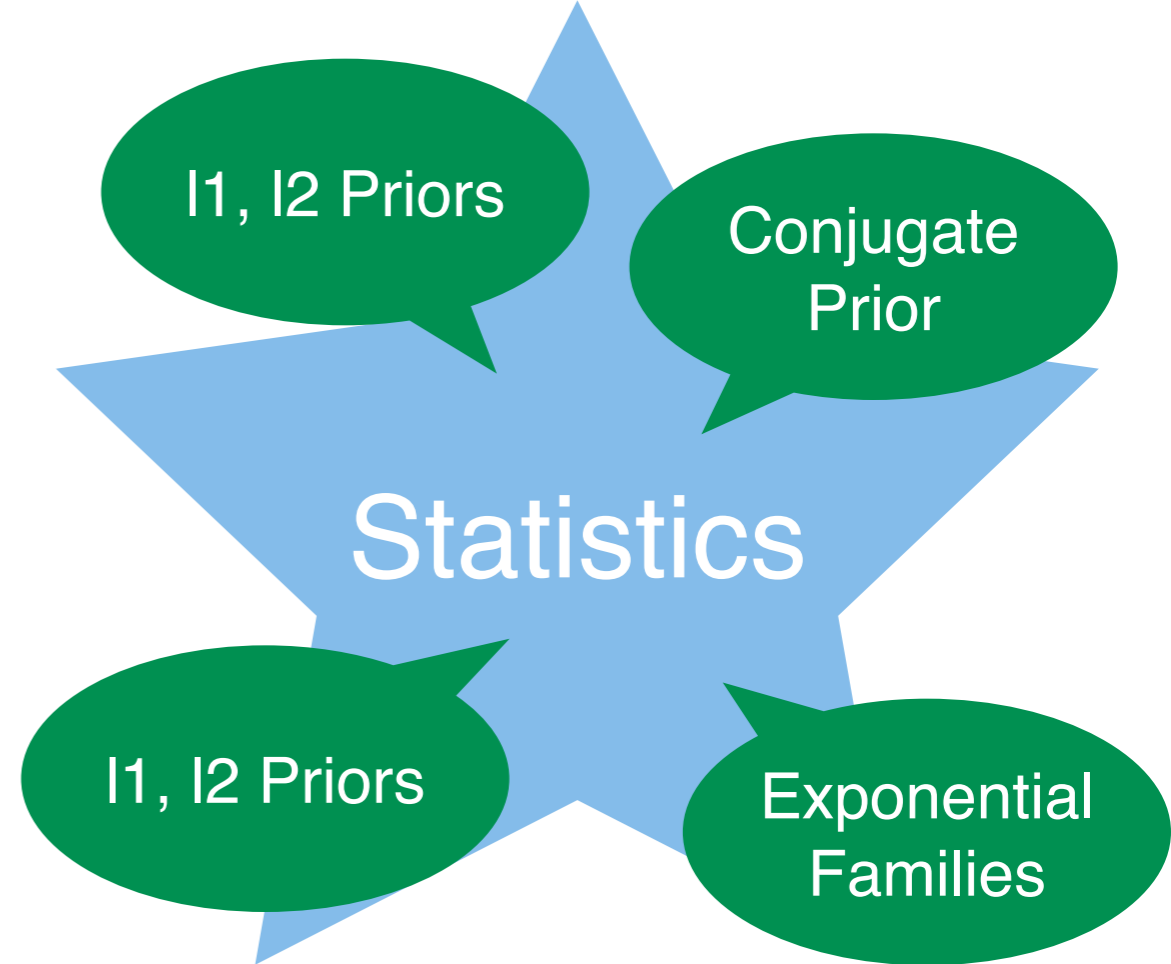 l1, l2 Priors
Conjugate
Prior
Statistics
l1, l2 Priors
Exponential
Families